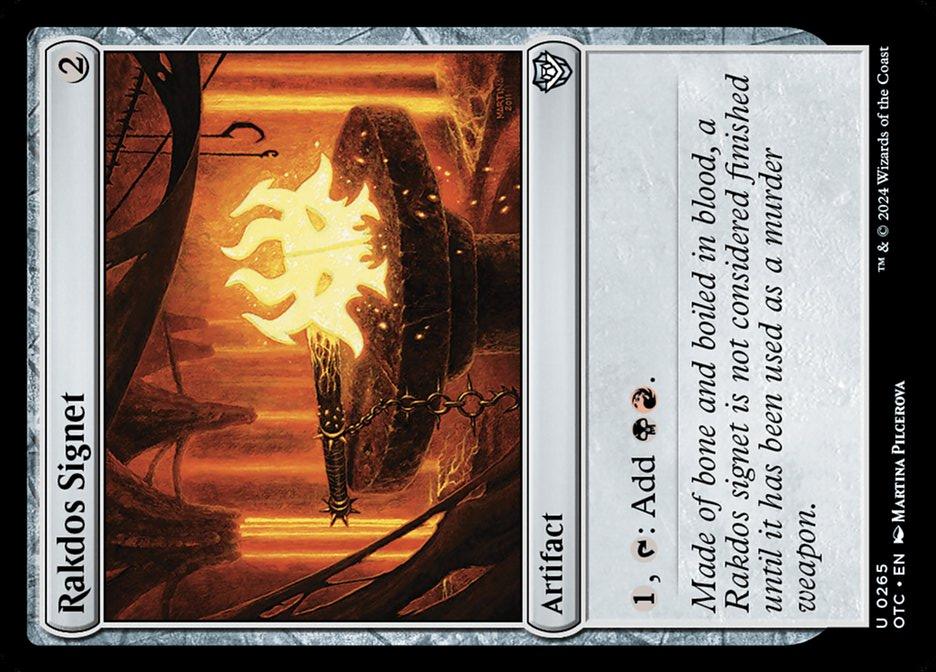 Rakdos Signet 2
MARTINA
2011
Artifact
1, : Add .
Made of bone and boiled in blood, a
Rakdos signet is not considered finished
until it has been used as a murder
weapon.
U 0265
OTC • EN MARTINA PILCEROVA
™ & © 2024 Wizards of the Coast